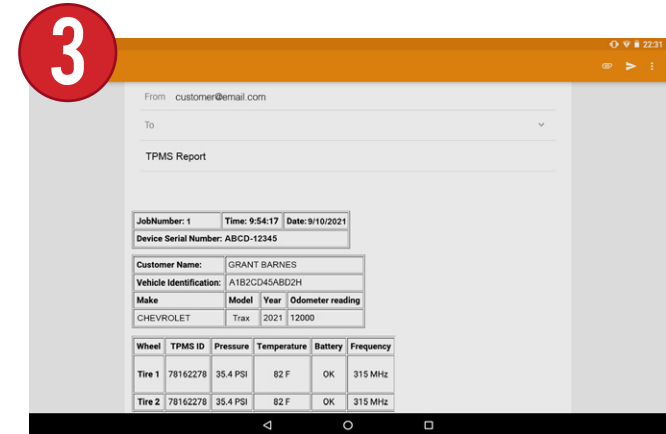 3
22:31
From customer@email.com
To
TPMS Report
JobNumber: 1 Time: 9:54:17 Date: 9/10/2021
Device Serial Number: ABCD-12345
Customer Name: GRANT BARNES
Vehicle Identification: A1B2CD45ABD2H
Make Model Year Odometer reading
CHEVROLET Trax 2021 12000
Wheel TPMS ID Pressure Temperature Battery Frequency
Tire 1 78162278 35.4 PSI 82 F OK 315 MHz
Tire 2 78162278 35.4 PSI 82 F OK 315 MHz